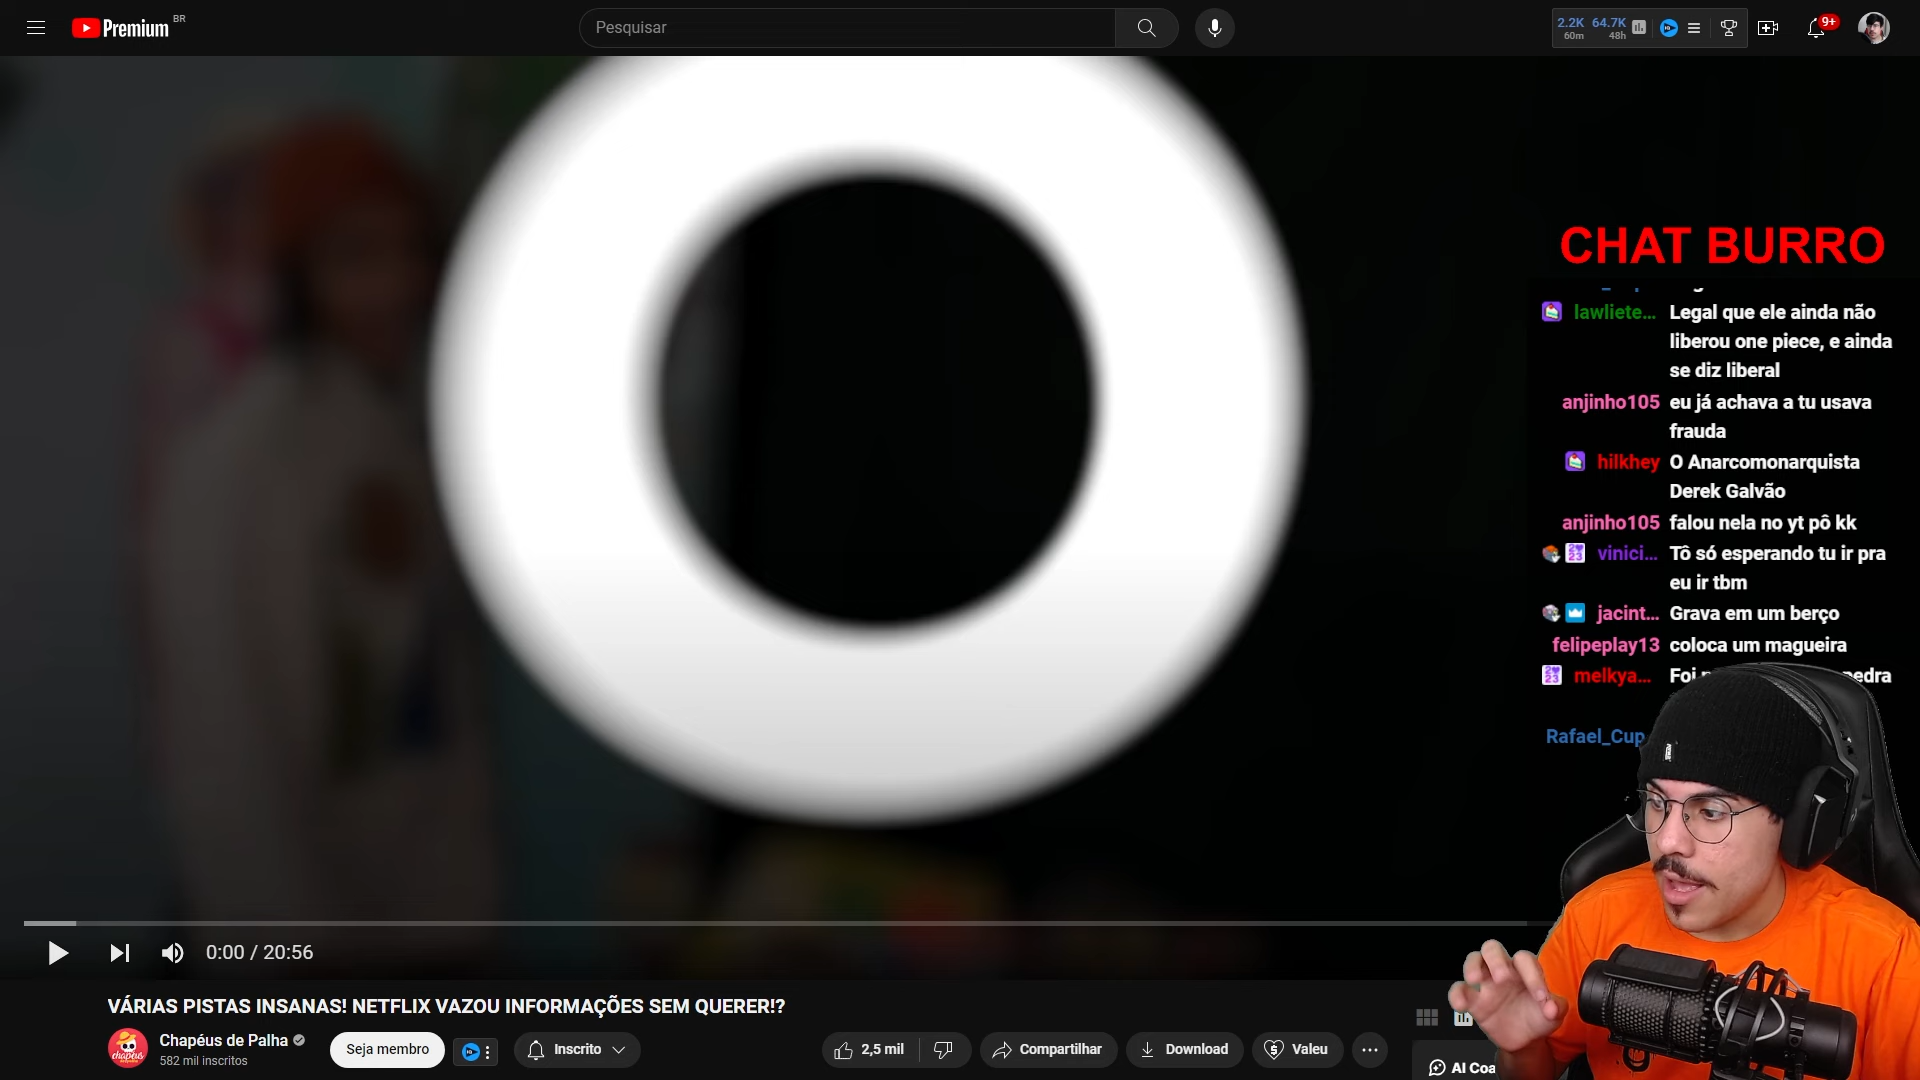 Premium BR
Pesquisar
2.2K 64.7K
60m 48h
9+
CHAT BURRO
lawliete... Legal que ele ainda não
liberou one piece, e ainda
se diz liberal
anjinho105 eu já achava a tu usava
frauda
hilkhey O Anarcomonarquista
Derek Galvão
anjinho105 falou nela no yt pô kk
vinici... Tô só esperando tu ir pra
eu ir tbm
jacint... Grava em um berço
felipeplay13 coloca um magueira
melkya... Foi
Rafael_Cup
0:00 / 20:56
VÁRIAS PISTAS INSANAS! NETFLIX VAZOU INFORMAÇÕES SEM QUERER!?
Chapéus de Palha
582 mil inscritos
Seja membro
Inscrito
2,5 mil
Compartilhar
Download
Valeu
AI Coa